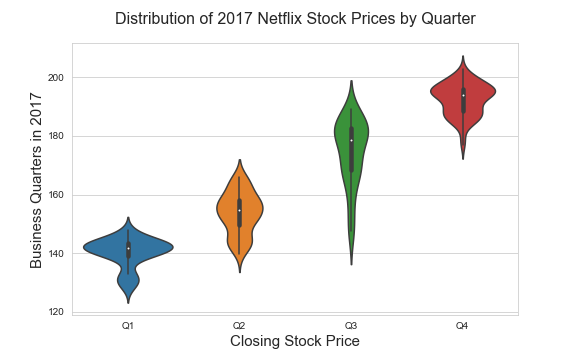 Distribution of 2017 Netflix Stock Prices by Quarter
Business Quarters in 2017
200
180
160
140
120
Q1 Q2 Q3 Q4
Closing Stock Price